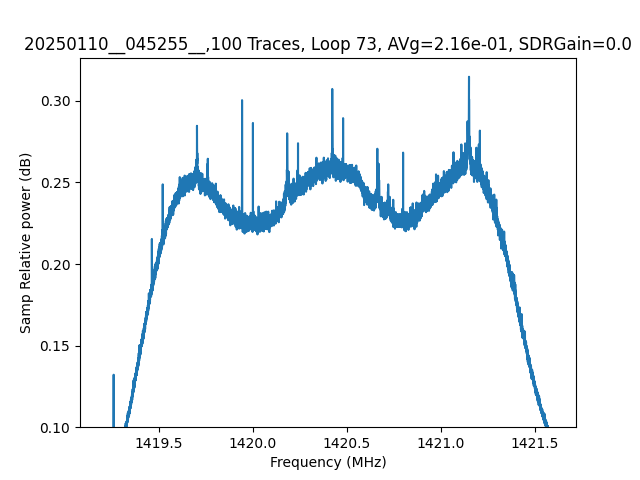 20250110__045255__,100 Traces, Loop 73, AVg=2.16e-01, SDRGain=0.0
Samp Relative power (dB)
0.30
0.25
0.20
0.15
0.10
1419.5 1420.0 1420.5 1421.0 1421.5
Frequency (MHz)